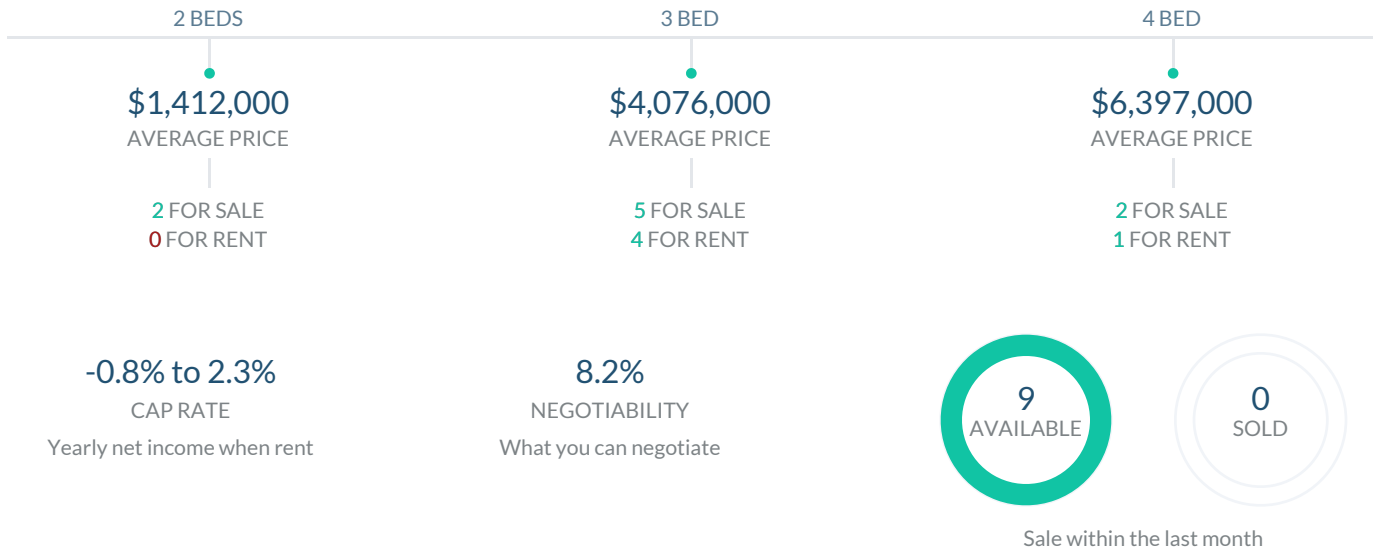 2 BEDS
$1,412,000
AVERAGE PRICE
2 FOR SALE
0 FOR RENT
3 BED
$4,076,000
AVERAGE PRICE
5 FOR SALE
4 FOR RENT
4 BED
$6,397,000
AVERAGE PRICE
2 FOR SALE
1 FOR RENT
-0.8% to 2.3%
CAP RATE
Yearly net income when rent
8.2%
NEGOTIABILITY
What you can negotiate
9
AVAILABLE
0
SOLD
Sale within the last month